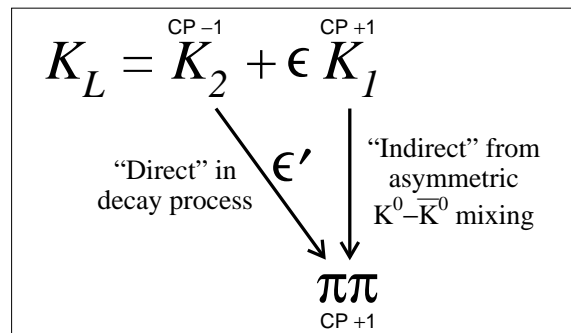 CP −1 CP +1
K_L = K_2 + ϵ K_1
"Direct" in
decay process
ϵ′
"Indirect" from
asymmetric
K⁰−K̅⁰ mixing
ππ
CP +1